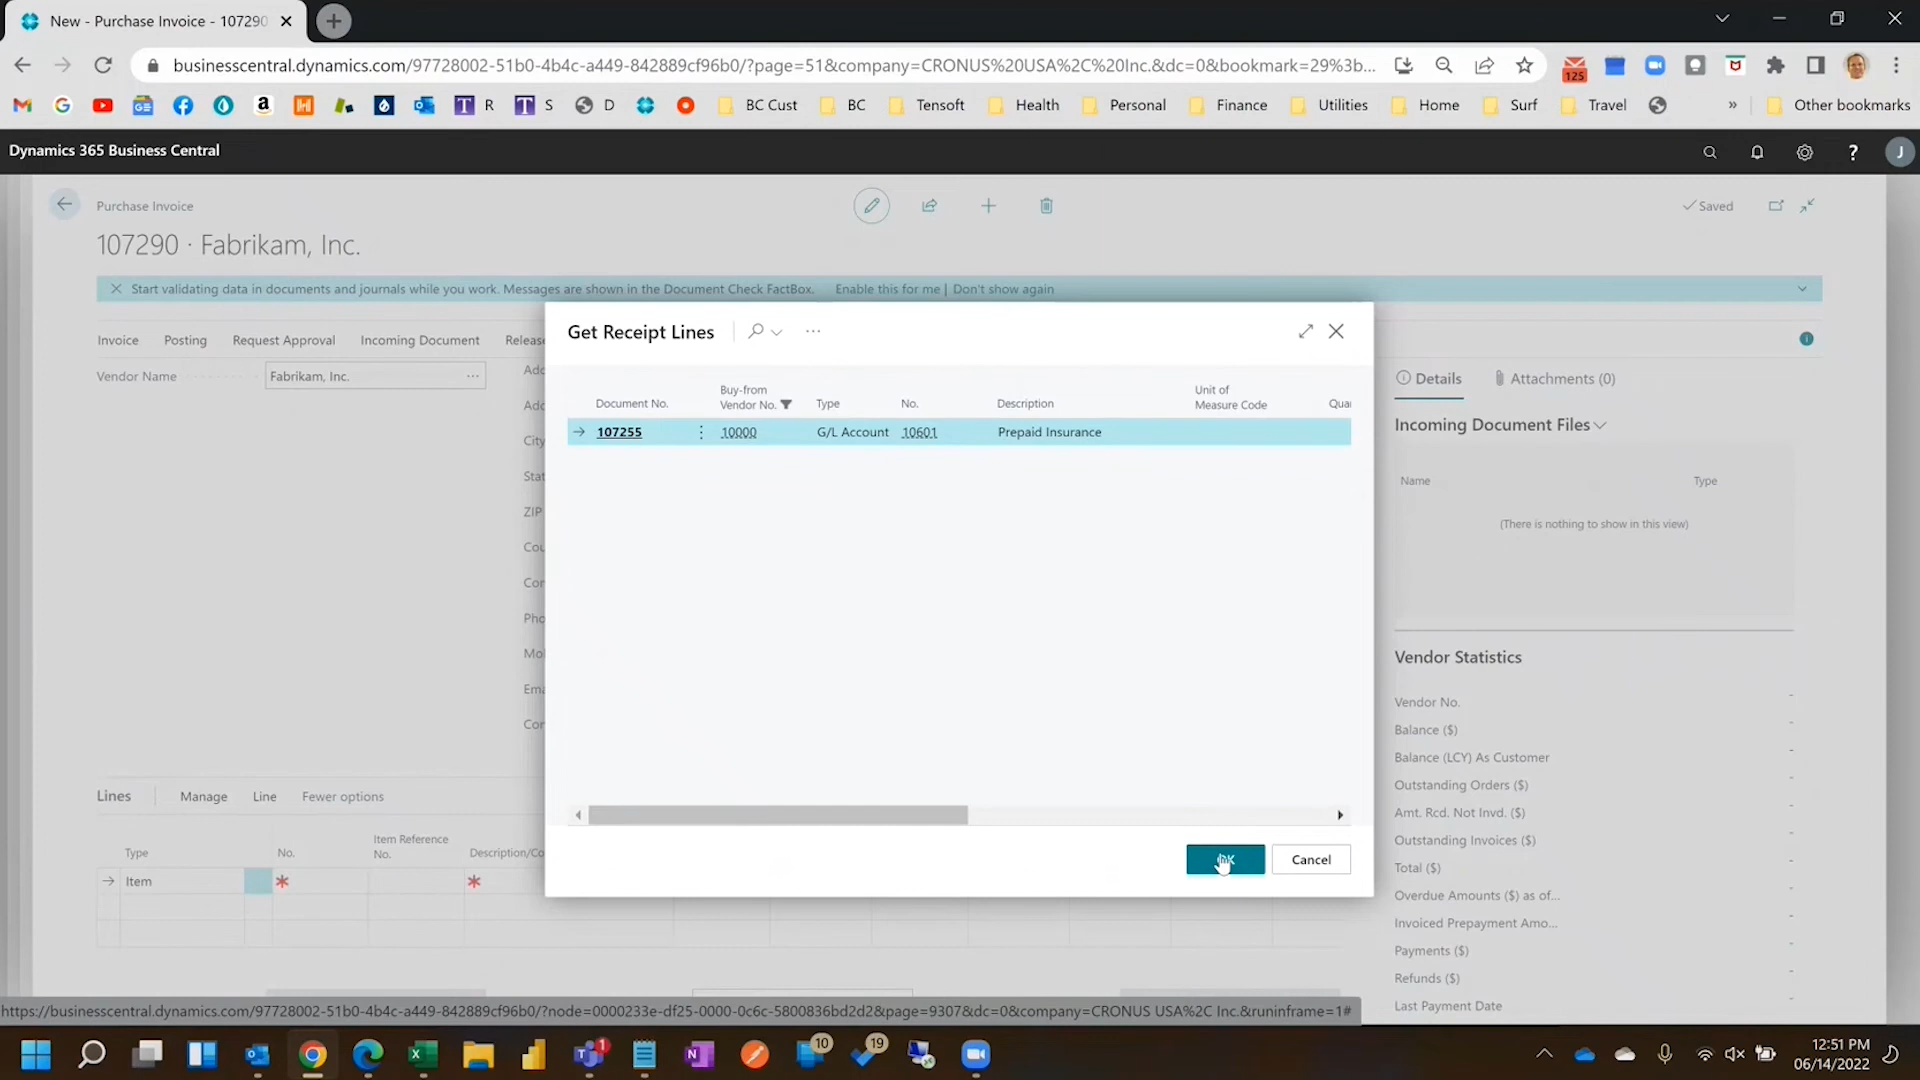 New - Purchase Invoice - 107290
businesscentral.dynamics.com/97728002-51b0-4b4c-a449-842889cf96b0/?page=51&company=CRONUS%20USA%2C%20Inc.&dc=0&bookmark=29%3b...
125
R
S
D
BC Cust
BC
Tensoft
Health
Personal
Finance
Utilities
Home
Surf
Travel
»
Other bookmarks
Dynamics 365 Business Central
?
J
Purchase Invoice
Saved
107290 · Fabrikam, Inc.
Start validating data in documents and journals while you work. Messages are shown in the Document Check FactBox. Enable this for me | Don't show again
Invoice
Posting
Request Approval
Incoming Document
Release
Vendor Name
Fabrikam, Inc.
Get Receipt Lines
Document No.
Buy-from Vendor No.
Type
No.
Description
Unit of Measure Code
107255
10000
G/L Account
10601
Prepaid Insurance
OK
Cancel
Details
Attachments (0)
Incoming Document Files
Name
Type
(There is nothing to show in this view)
Vendor Statistics
Vendor No.
Balance ($)
Balance (LCY) As Customer
Outstanding Orders ($)
Amt. Rcd. Not Invd. ($)
Outstanding Invoices ($)
Total ($)
Overdue Amounts ($) as of...
Invoiced Prepayment Amo...
Payments ($)
Refunds ($)
Last Payment Date
Lines
Manage
Line
Fewer options
Type
No.
Item Reference No.
Description/Co
Item
https://businesscentral.dynamics.com/97728002-51b0-4b4c-a449-842889cf96b0/?node=0000233e-df25-0000-0c6c-5800836bd2d2&page=9307&dc=0&company=CRONUS USA%2C Inc.&runinframe=1#
1
10
19
12:51 PM
06/14/2022